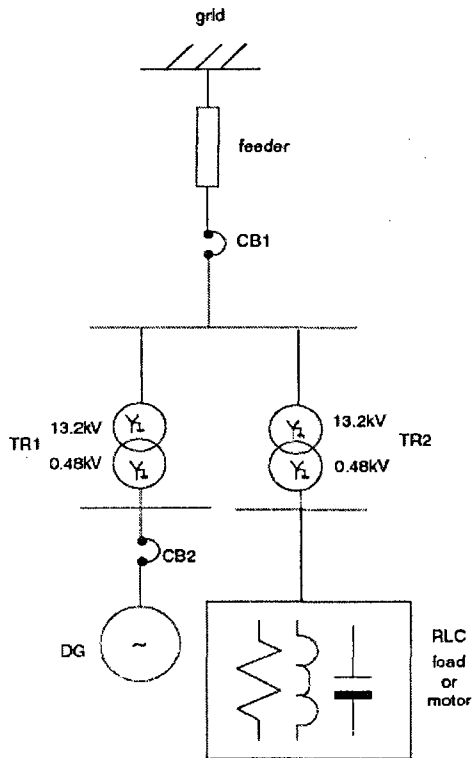 grid
feeder
CB1
13.2kV
TR1
0.48kV
13.2kV
TR2
0.48kV
CB2
DG
~
RLC
load
or
motor